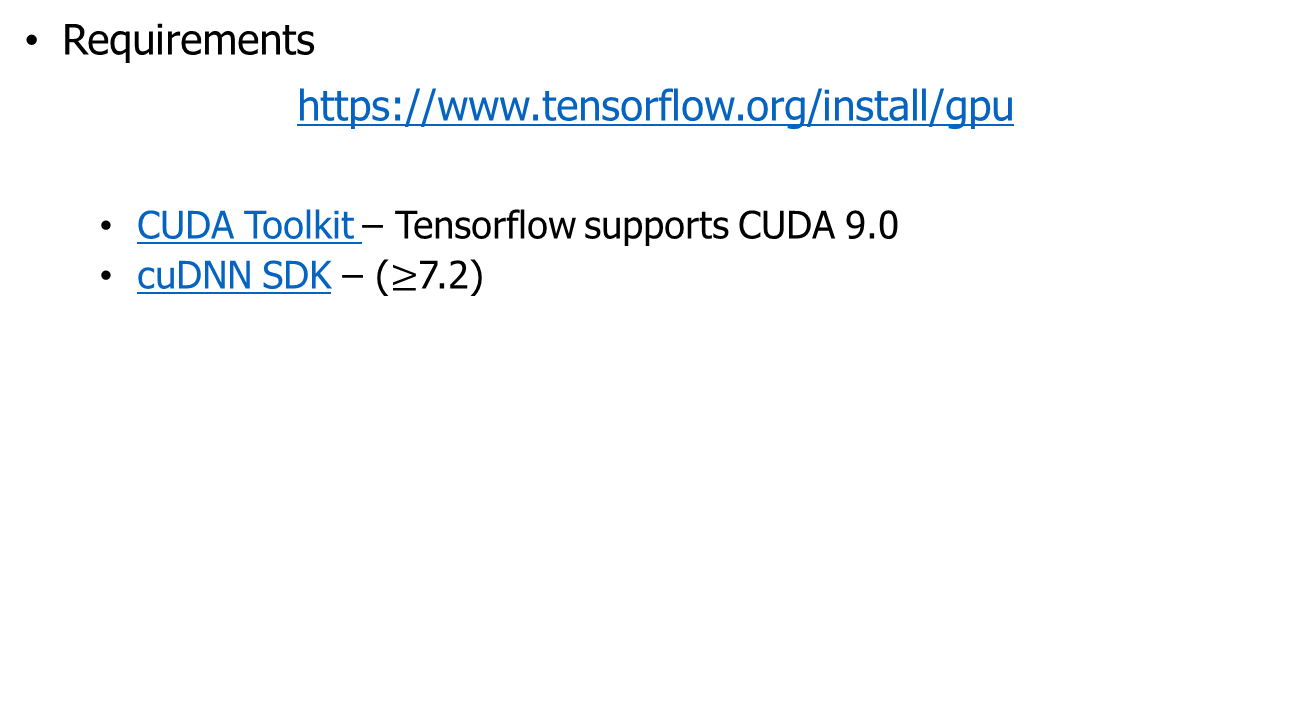 • Requirements
https://www.tensorflow.org/install/gpu
• CUDA Toolkit – Tensorflow supports CUDA 9.0
• cuDNN SDK – (≥7.2)